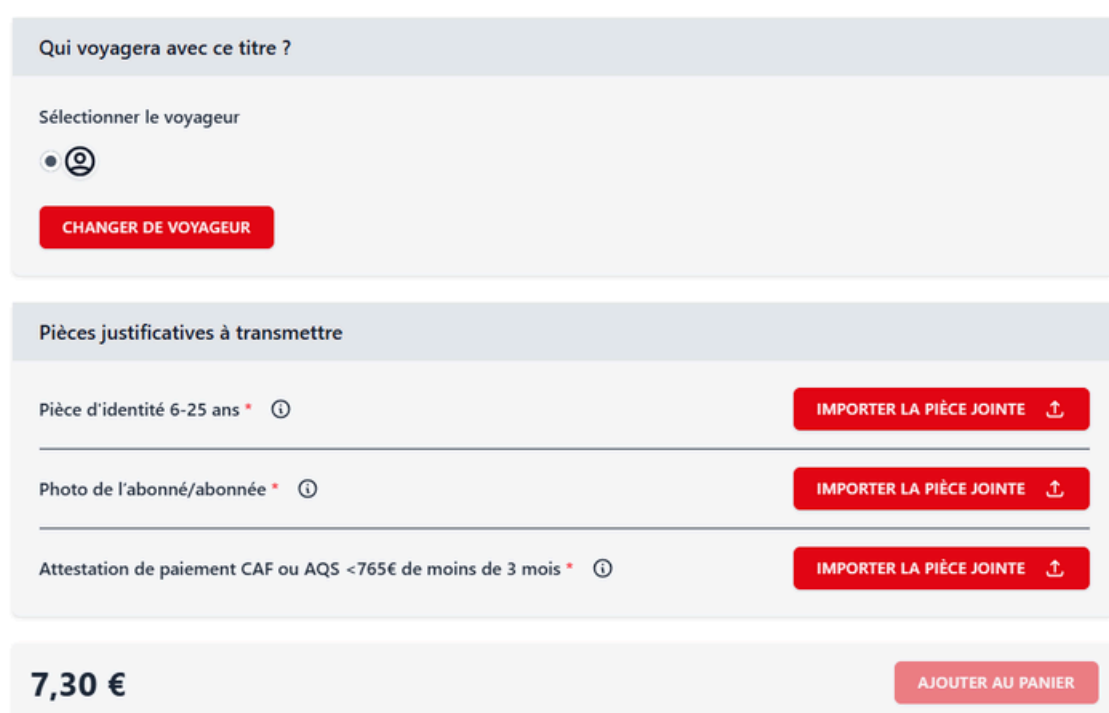 Qui voyagera avec ce titre ?
Sélectionner le voyageur
CHANGER DE VOYAGEUR
Pièces justificatives à transmettre
Pièce d'identité 6-25 ans *
IMPORTER LA PIÈCE JOINTE
Photo de l'abonné/abonnée *
IMPORTER LA PIÈCE JOINTE
Attestation de paiement CAF ou AQS <765€ de moins de 3 mois *
IMPORTER LA PIÈCE JOINTE
7,30 €
AJOUTER AU PANIER